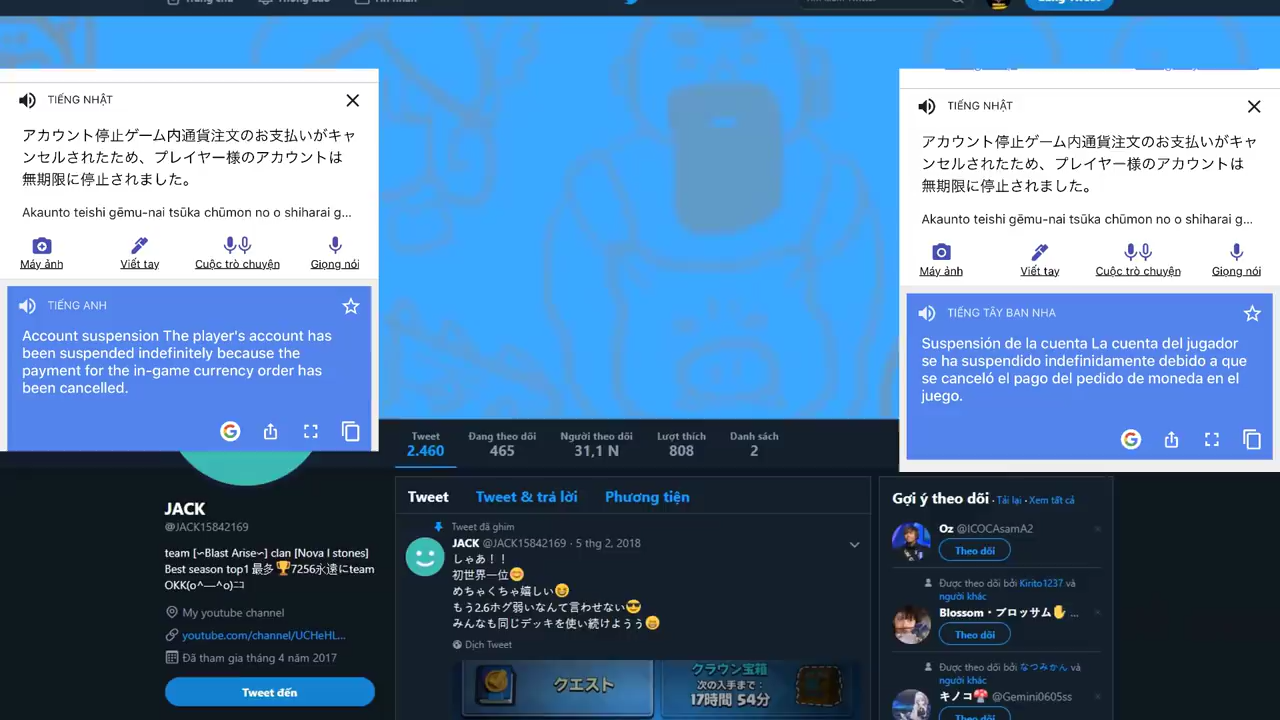 TIẾNG NHẬT
アカウント停止ゲーム内通貨注文のお支払いがキャ
ンセルされたため、プレイヤー様のアカウントは
無期限に停止されました。
Akaunto teishi gēmu-nai tsūka chūmon no o shiharai g...
Máy ảnh
Viết tay
Cuộc trò chuyện
Giọng nói
TIẾNG ANH
Account suspension The player's account has
been suspended indefinitely because the
payment for the in-game currency order has
been cancelled.
TIẾNG NHẬT
アカウント停止ゲーム内通貨注文のお支払いがキャ
ンセルされたため、プレイヤー様のアカウントは
無期限に停止されました。
Akaunto teishi gēmu-nai tsūka chūmon no o shiharai g...
Máy ảnh
Viết tay
Cuộc trò chuyện
Giọng nói
TIẾNG TÂY BAN NHA
Suspensión de la cuenta La cuenta del jugador
se ha suspendido indefinidamente debido a que
se canceló el pago del pedido de moneda en el
juego.
Tweet Đang theo dõi Người theo dõi Lượt thích Danh sách
2.460 465 31,1 N 808 2
JACK
@JACK15842169
team [∽Blast Arise∽] clan [Nova l stones]
Best season top1 最多🏆7256永遠にteam
OKK(o^—^o)ﾆｺ
My youtube channel
youtube.com/channel/UCHeHL...
Đã tham gia tháng 4 năm 2017
Tweet đến
Tweet Tweet & trả lời Phương tiện
Tweet đã ghim
JACK @JACK15842169 · 5 thg 2, 2018
しゃあ！！
初世界一位😊
めちゃくちゃ嬉しい😊
もう2.6ホグ弱いなんて言わせない😎
みんなも同じデッキを使い続けようう😁
Dịch Tweet
クエスト
クラウン宝箱
次の入手まで：
17時間 54分
Gợi ý theo dõi · Tải lại · Xem tất cả
Oz @ICOCAsamA2
Theo dõi
Được theo dõi bởi Kirito1237 và
người khác
Blossom・ブロッサム✋ ...
Theo dõi
Được theo dõi bởi なつみかん và
người khác
キノコ🍄 @Gemini0605ss
Theo dõi